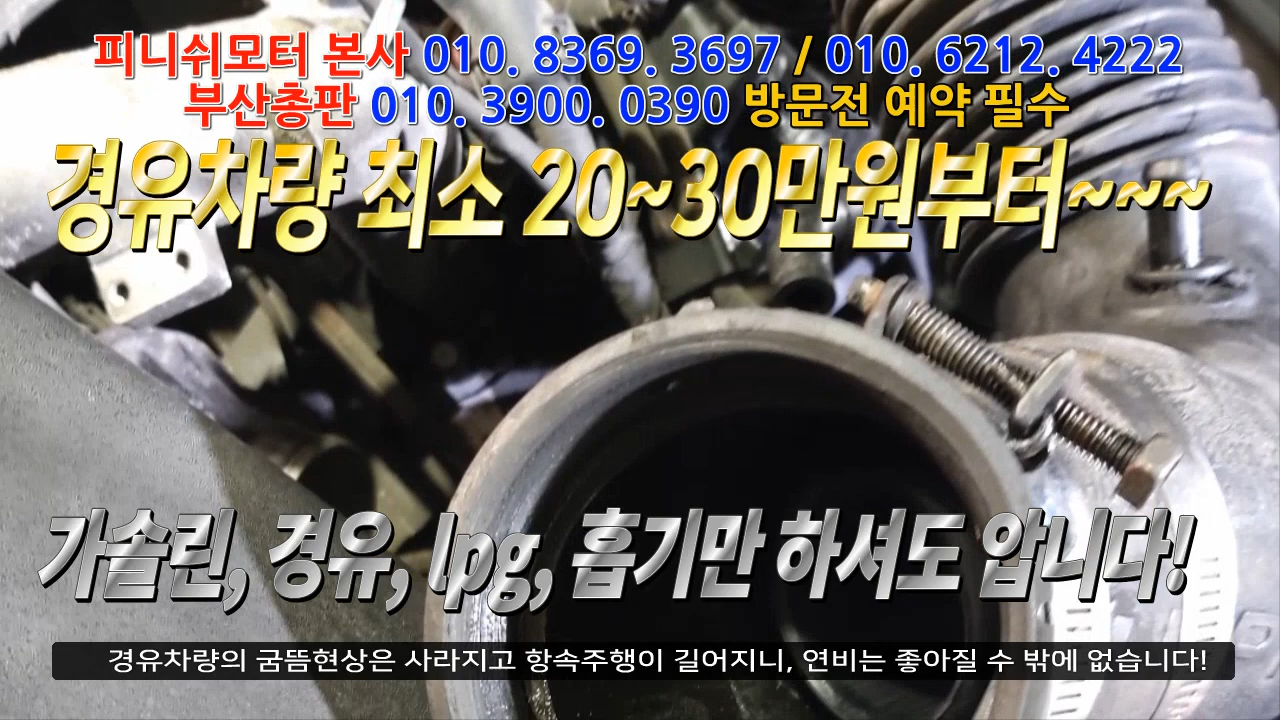 피니쉬모터 본사 010. 8369. 3697 / 010. 6212. 4222
부산총판 010. 3900. 0390 방문전 예약 필수
경유차량 최소 20~30만원부터~~~
가솔린, 경유, lpg, 흡기만 하셔도 압니다!
경유차량의 굼뜸현상은 사라지고 항속주행이 길어지니, 연비는 좋아질 수 밖에 없습니다!